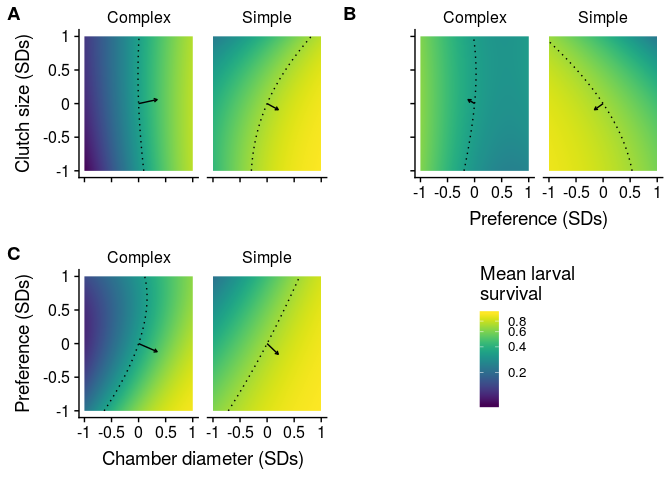 A
Complex
Simple
B
Complex
Simple
Clutch size (SDs)
1
0.5
0
-0.5
-1
-1 -0.5 0 0.5 1
-1 -0.5 0 0.5 1
Preference (SDs)
C
Complex
Simple
Preference (SDs)
1
0.5
0
-0.5
-1
-1 -0.5 0 0.5 1
-1 -0.5 0 0.5 1
Chamber diameter (SDs)
Mean larval
survival
0.8
0.6
0.4
0.2